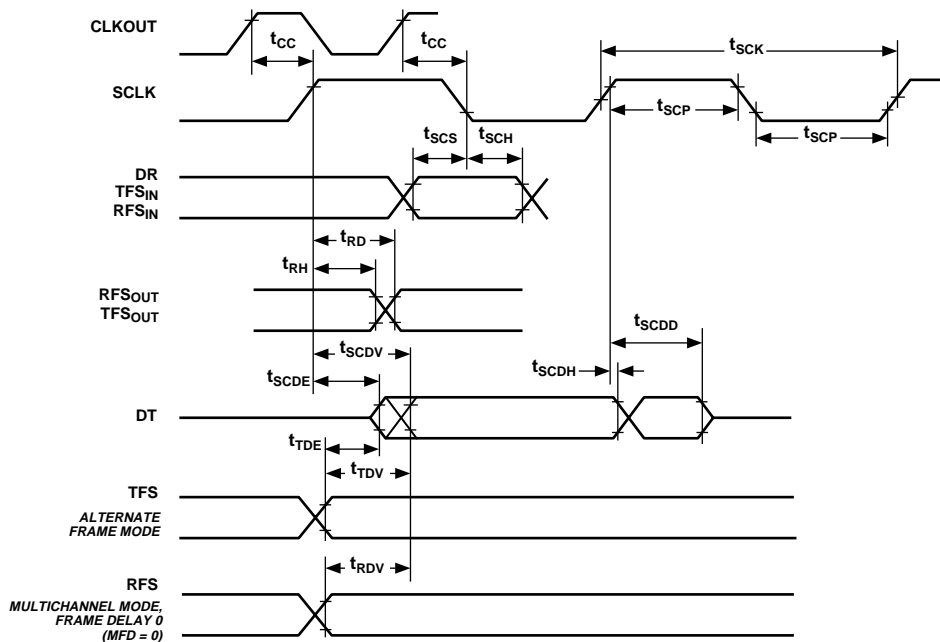 CLKOUT
tCC
tCC
tSCK
SCLK
tSCP
tSCP
tSCS
tSCH
DR
TFSIN
RFSIN
tRD
tRH
RFSOUT
TFSOUT
tSCDD
tSCDV
tSCDE
tSCDH
DT
tTDE
tTDV
TFS
ALTERNATE
FRAME MODE
tRDV
RFS
MULTICHANNEL MODE,
FRAME DELAY 0
(MFD = 0)